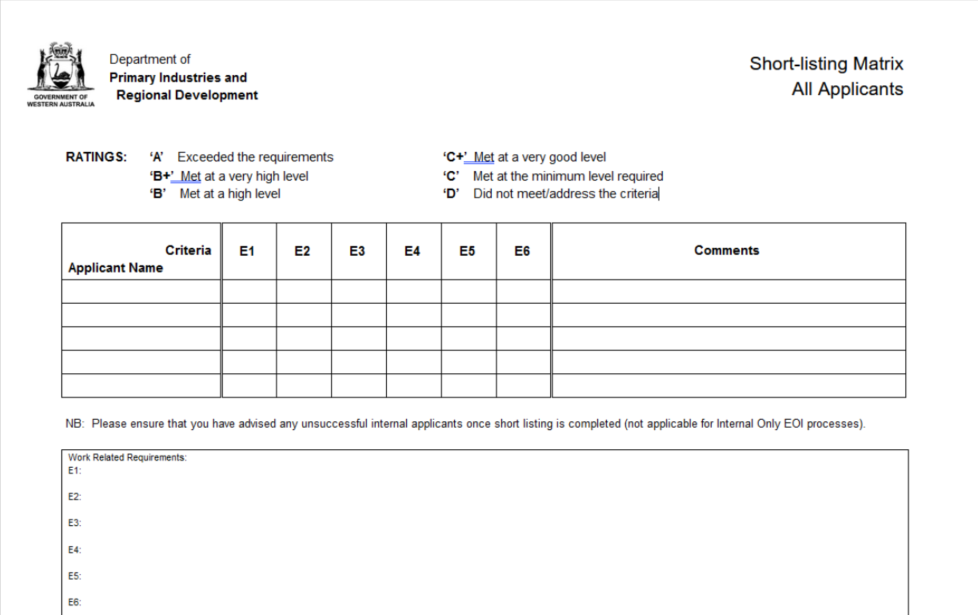 Department of
Primary Industries and
Regional Development
GOVERNMENT OF
WESTERN AUSTRALIA
Short-listing Matrix
All Applicants
RATINGS: ‘A’ Exceeded the requirements ‘C+’ Met at a very good level
‘B+’ Met at a very high level ‘C’ Met at the minimum level required
‘B’ Met at a high level ‘D’ Did not meet/address the criteria
Criteria E1 E2 E3 E4 E5 E6 Comments
Applicant Name
NB: Please ensure that you have advised any unsuccessful internal applicants once short listing is completed (not applicable for Internal Only EOI processes).
Work Related Requirements:
E1:
E2:
E3:
E4:
E5:
E6: